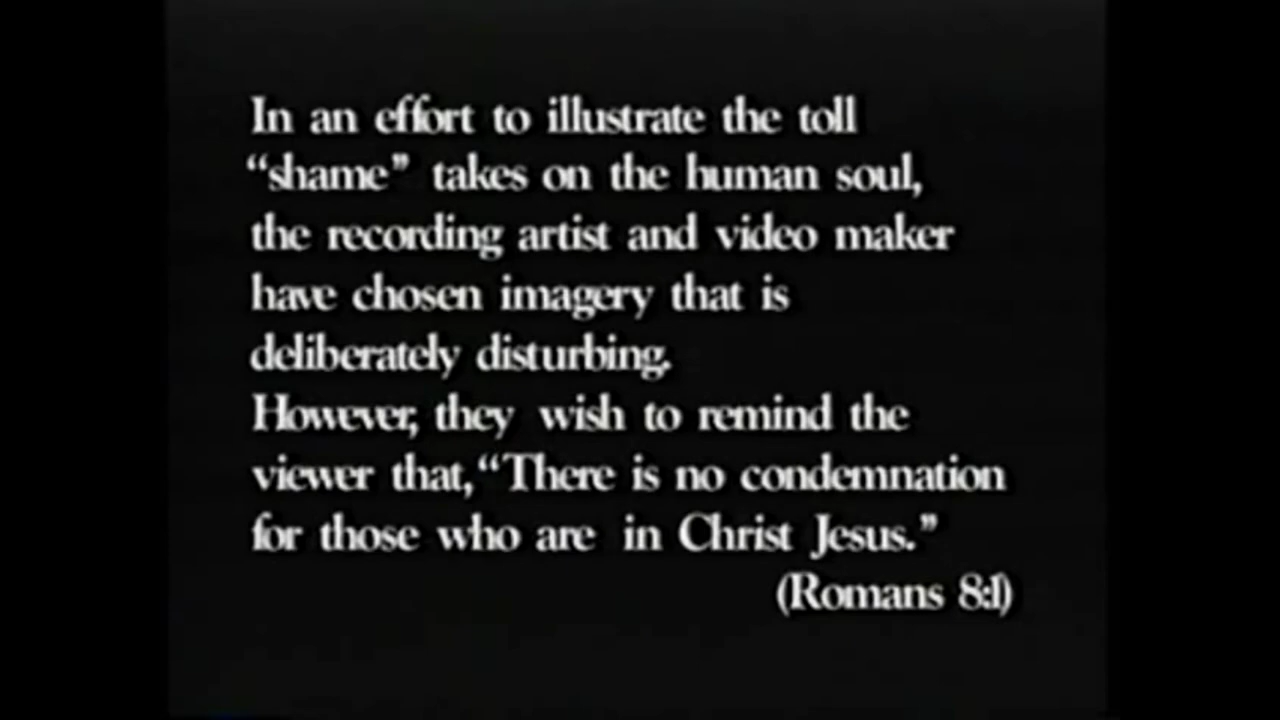 In an effort to illustrate the toll
“shame” takes on the human soul,
the recording artist and video maker
have chosen imagery that is
deliberately disturbing.
However, they wish to remind the
viewer that, “There is no condemnation
for those who are in Christ Jesus.”
(Romans 8:1)